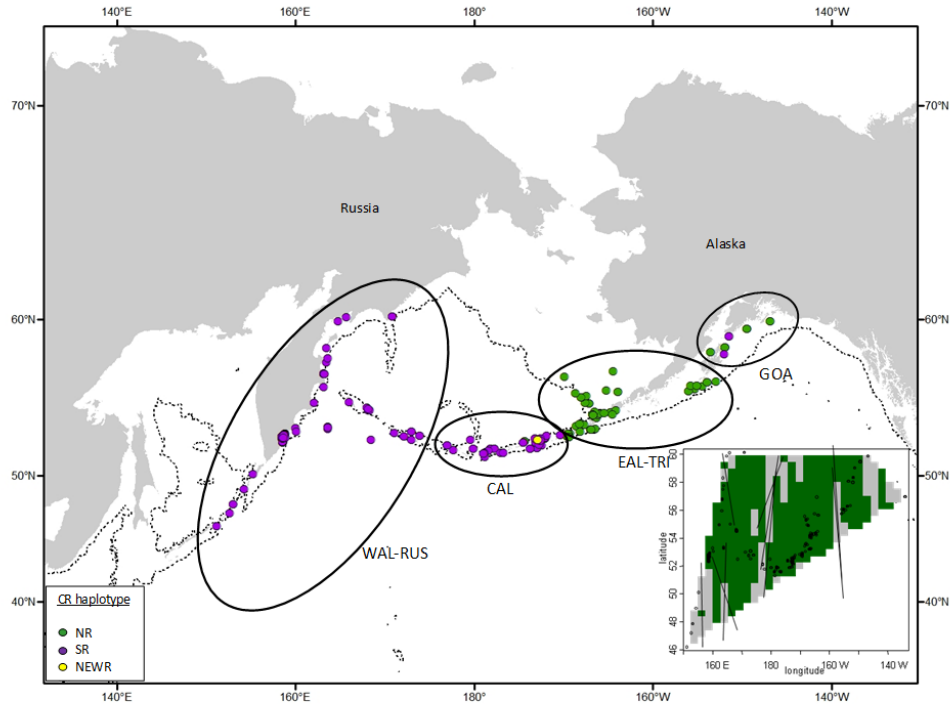 140°E 160°E 180° 160°W 140°W
70°N 70°N
Russia
Alaska
60°N 60°N
GOA
EAL-TRI
50°N 50°N
CAL
WAL-RUS
40°N 40°N
CR haplotype
NR
SR
NEWR
latitude
46 48 50 52 54 56 58 60
160 E 180 160 W 140 W
longitude
140°E 160°E 180° 160°W 140°W